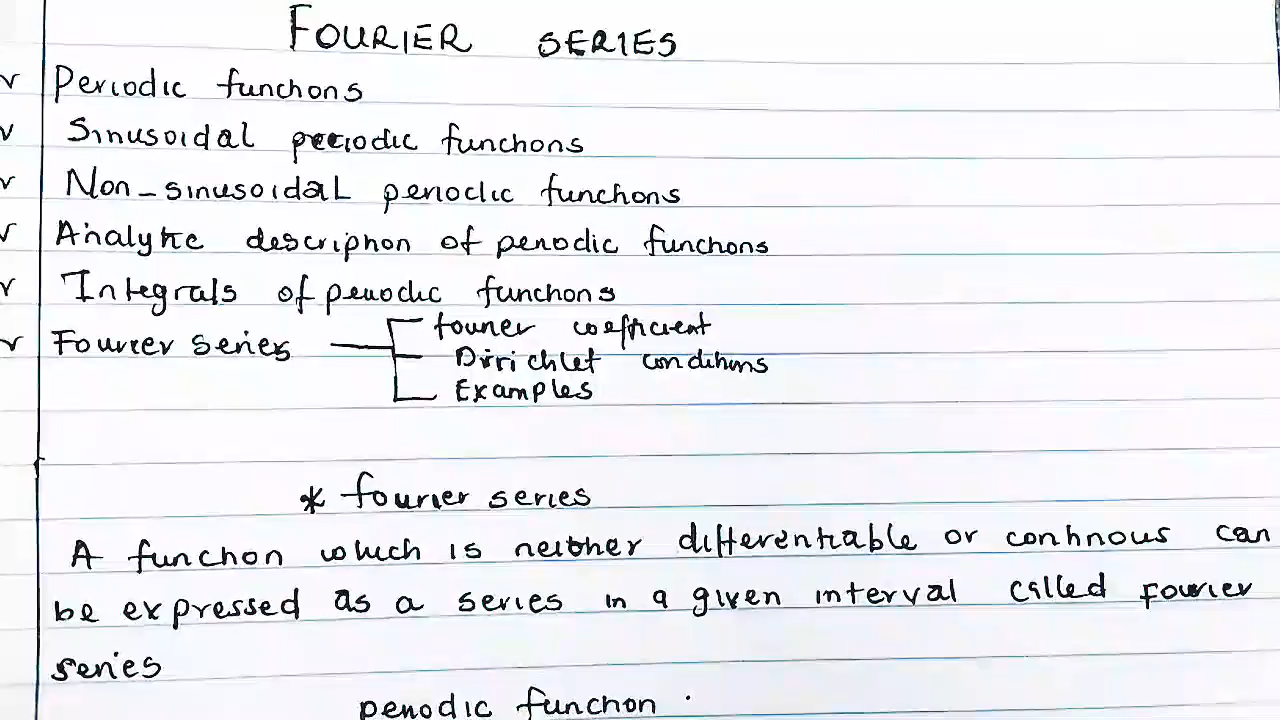 FOURIER SERIES
Periodic functions
Sinusoidal periodic functions
Non-sinusoidal periodic functions
Analytic description of periodic functions
Integrals of periodic functions
Fourier series
fourier coefficient
Dirichlet conditions
Examples
* fourier series
A function which is neither differentiable or continous can
be expressed as a series in a given interval called Fourier
series
periodic function